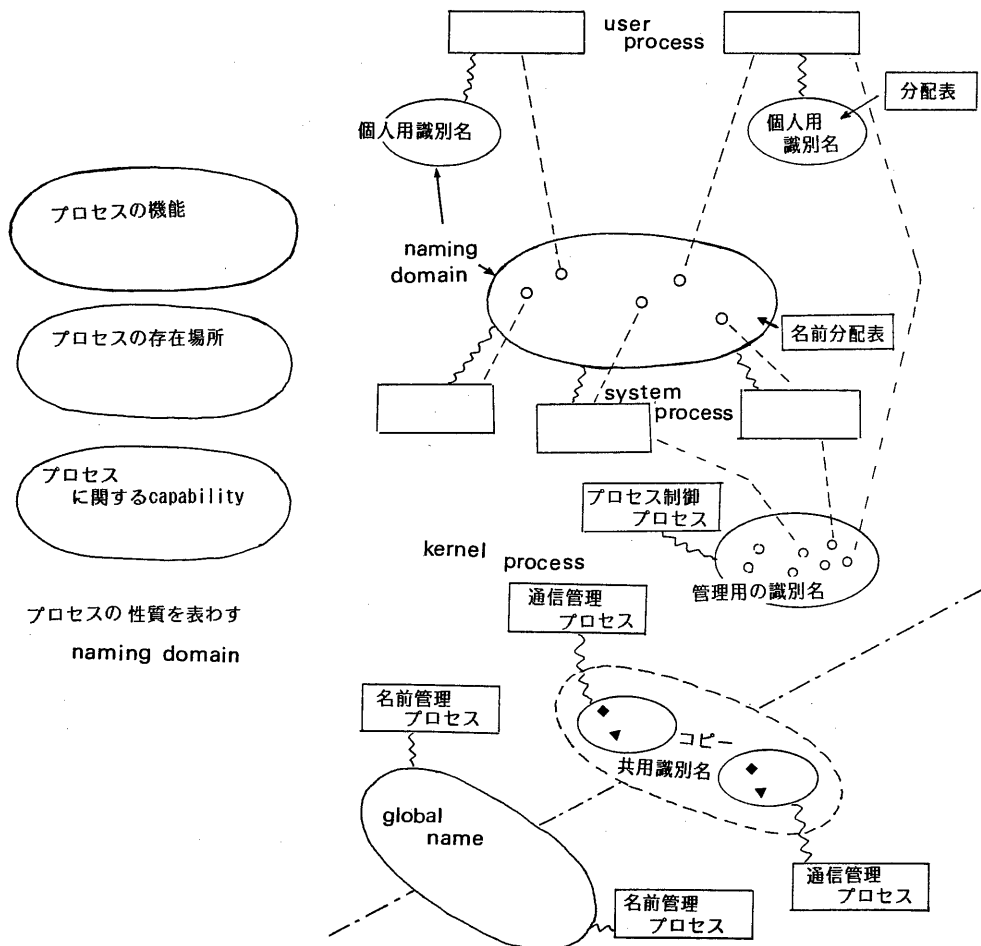 user
process
分配表
個人用識別名
個人用
識別名
プロセスの機能
naming
domain
プロセスの存在場所
名前分配表
system
process
プロセス
に関するcapability
プロセス制御
プロセス
kernel process
管理用の識別名
通信管理
プロセス
プロセスの性質を表わす
naming domain
名前管理
プロセス
コピー
共用識別名
global
name
通信管理
プロセス
名前管理
プロセス